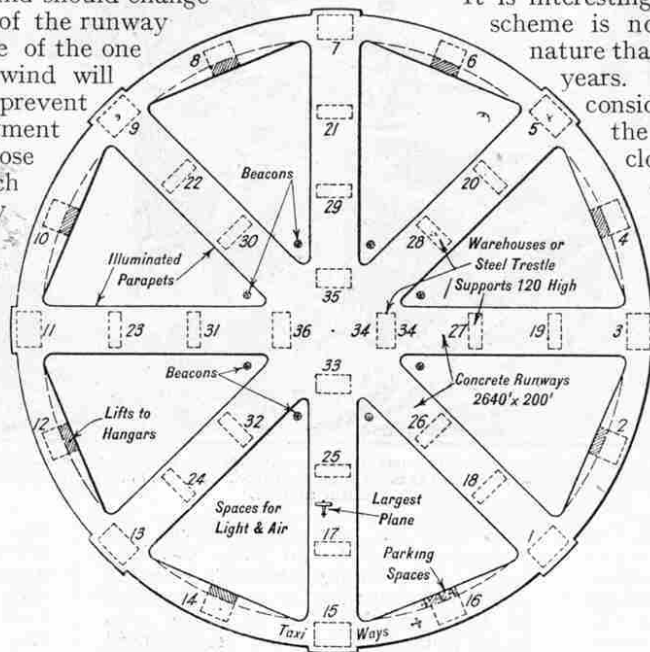 should change
of the runway
e of the one
wind will
prevent
ment
ose
ch
It is interesting
scheme is no
nature tha
years.
consid
the
clo
7
8
6
9
21
5
22
Beacons
20
29
10
30
28
4
Illuminated
Parapets
Warehouses or
Steel Trestle
Supports 120 High
35
11
23
31
36
34
34
27
19
3
33
Beacons
Concrete Runways
2640' x 200'
12
Lifts to
Hangars
32
26
2
24
25
18
Spaces for
Light & Air
Largest
Plane
17
13
1
Parking
Spaces
14
16
15
Taxi Ways